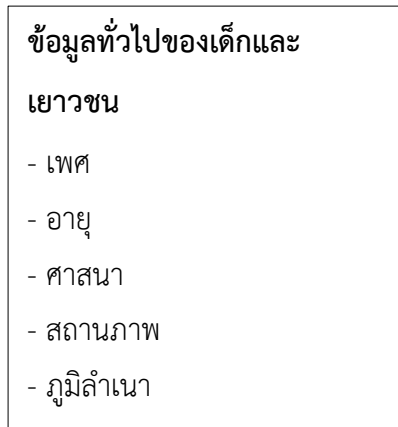 ข้อมูลทั่วไปของเด็กและ
เยาวชน
- เพศ
- อายุ
- ศาสนา
- สถานภาพ
- ภูมิลำเนา